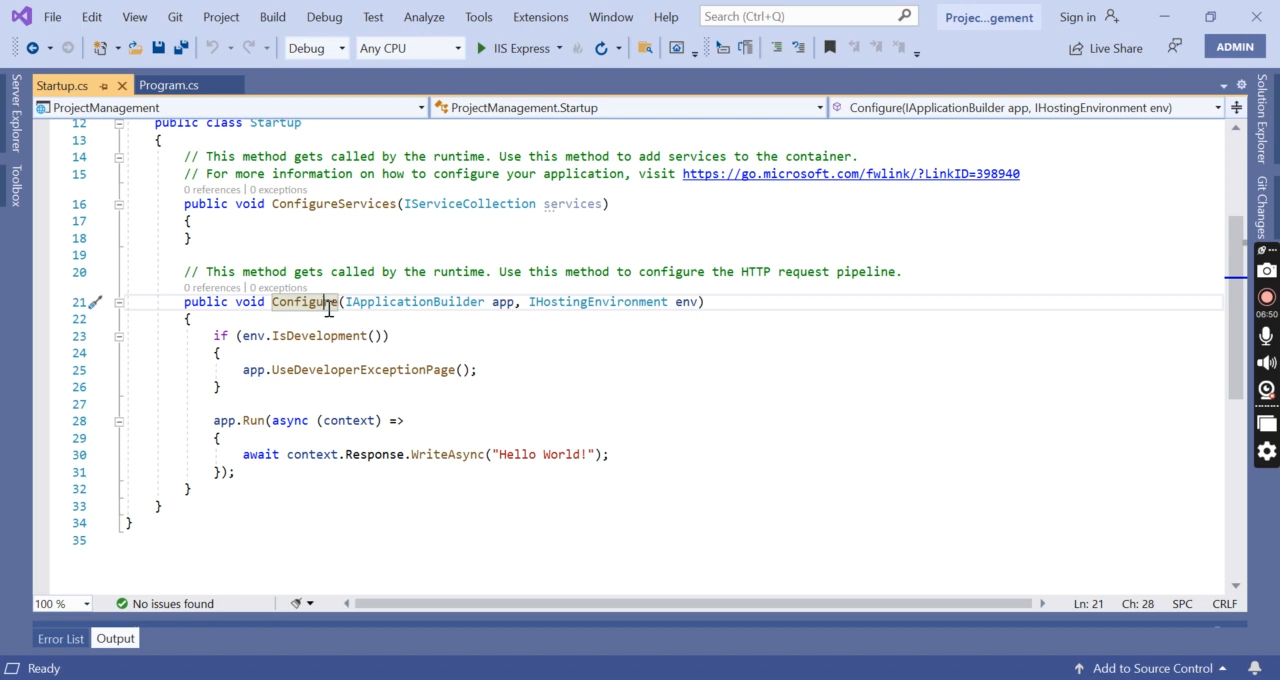 File Edit View Git Project Build Debug Test Analyze Tools Extensions Window Help Search (Ctrl+Q) Projec...gement Sign in
Debug Any CPU IIS Express Live Share ADMIN
Startup.cs Program.cs
ProjectManagement ProjectManagement.Startup Configure(IApplicationBuilder app, IHostingEnvironment env)
Server Explorer
Toolbox
12 public class Startup
13 {
14 // This method gets called by the runtime. Use this method to add services to the container.
15 // For more information on how to configure your application, visit https://go.microsoft.com/fwlink/?LinkID=398940
0 references | 0 exceptions
16 public void ConfigureServices(IServiceCollection services)
17 {
18 }
19
20 // This method gets called by the runtime. Use this method to configure the HTTP request pipeline.
0 references | 0 exceptions
21 public void Configure(IApplicationBuilder app, IHostingEnvironment env)
22 {
23 if (env.IsDevelopment())
24 {
25 app.UseDeveloperExceptionPage();
26 }
27
28 app.Run(async (context) =>
29 {
30 await context.Response.WriteAsync("Hello World!");
31 });
32 }
33 }
34 }
35
Solution Explorer
Git Changes
06:50
100 % No issues found Ln: 21 Ch: 28 SPC CRLF
Error List Output
Ready Add to Source Control